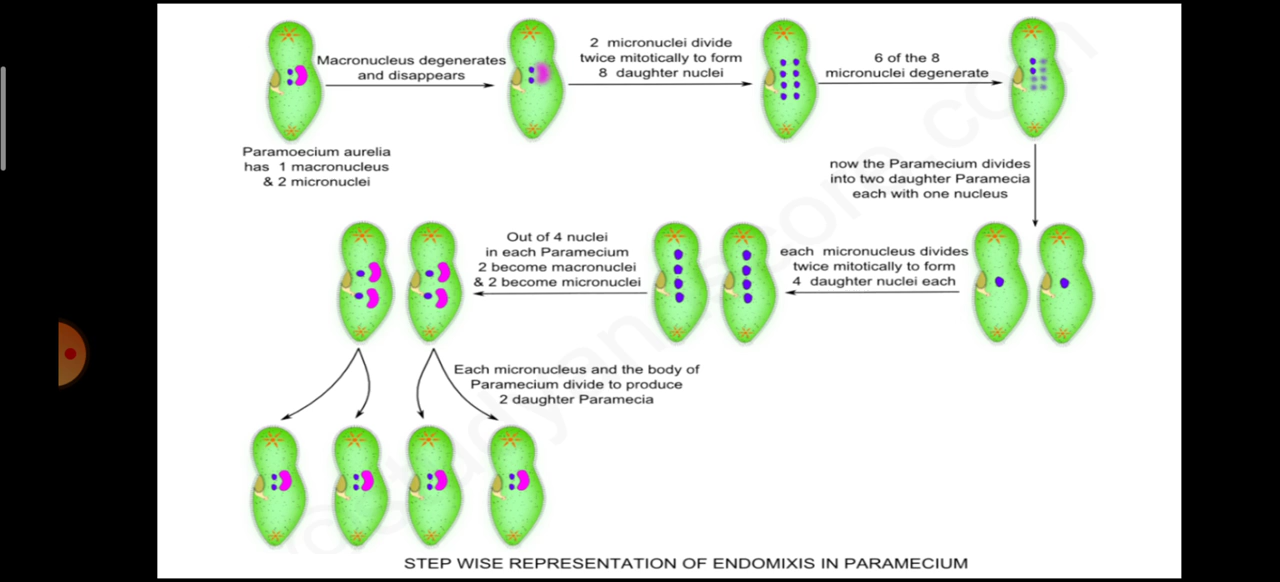 Paramoecium aurelia
has 1 macronucleus
& 2 micronuclei
Macronucleus degenerates
and disappears
2 micronuclei divide
twice mitotically to form
8 daughter nuclei
6 of the 8
micronuclei degenerate
now the Paramecium divides
into two daughter Paramecia
each with one nucleus
each micronucleus divides
twice mitotically to form
4 daughter nuclei each
Out of 4 nuclei
in each Paramecium
2 become macronuclei
& 2 become micronuclei
Each micronucleus and the body of
Paramecium divide to produce
2 daughter Paramecia
STEP WISE REPRESENTATION OF ENDOMIXIS IN PARAMECIUM